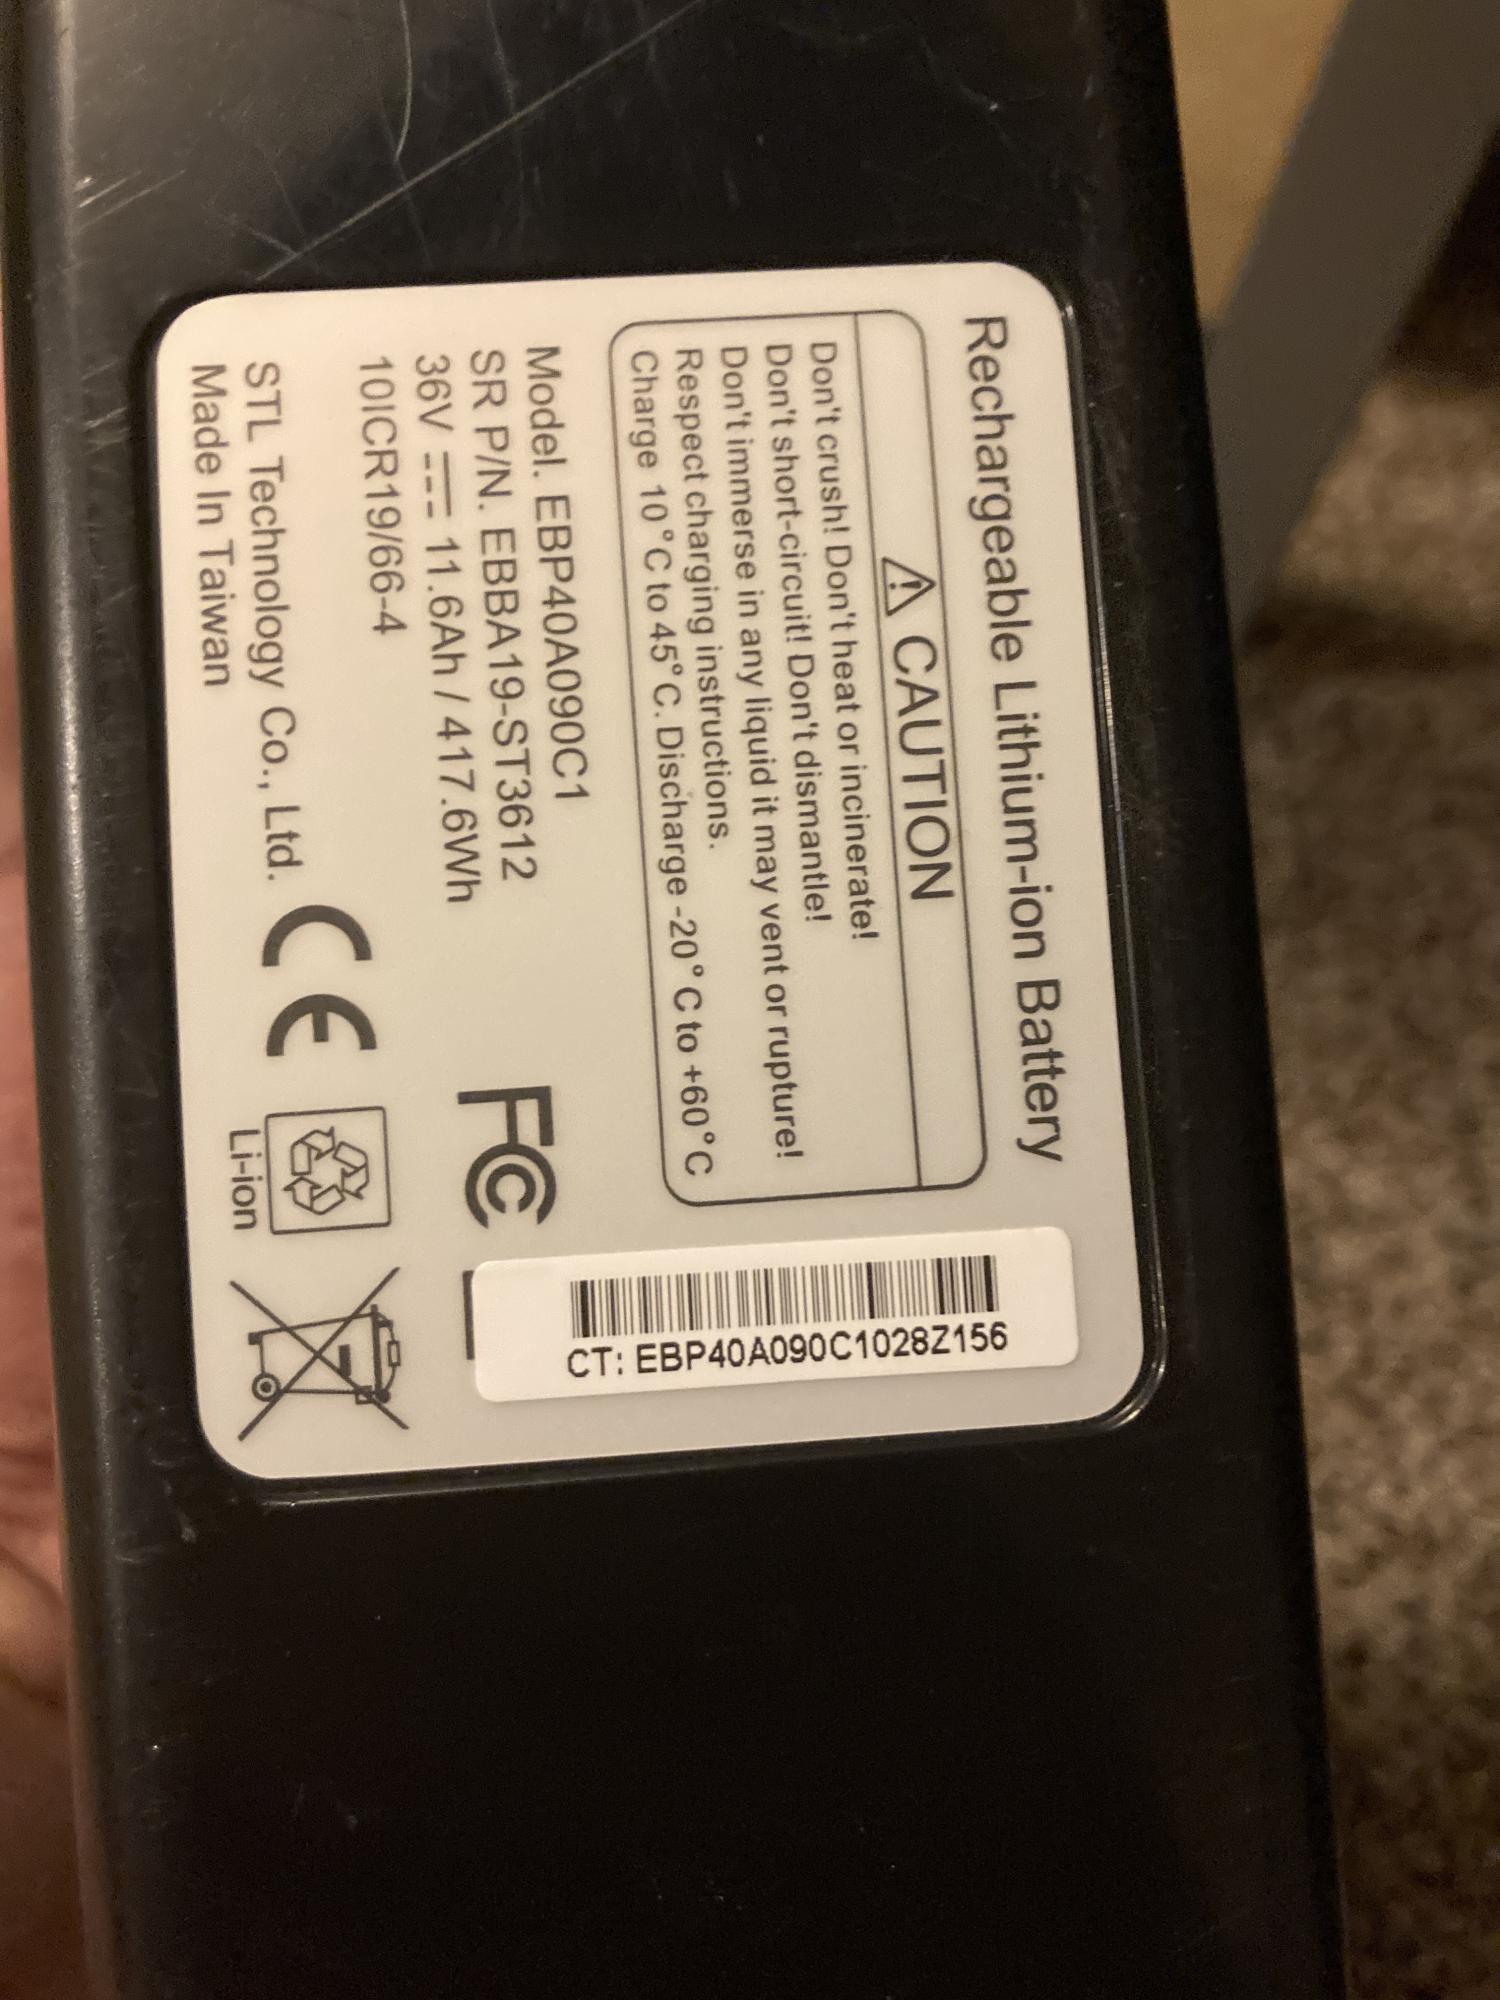 Rechargeable Lithium-ion Battery
CAUTION
Don't crush! Don't heat or incinerate!
Don't short-circuit! Don't dismantle!
Don't immerse in any liquid it may vent or rupture!
Respect charging instructions.
Charge 10°C to 45°C. Discharge -20°C to +60°C
Model. EBP40A090C1
SR P/N. EBBA19-ST3612
36V 11.6Ah / 417.6Wh
10ICR19/66-4
STL Technology Co., Ltd.
Made In Taiwan
CE
FC
Li-ion
CT: EBP40A090C1028Z156